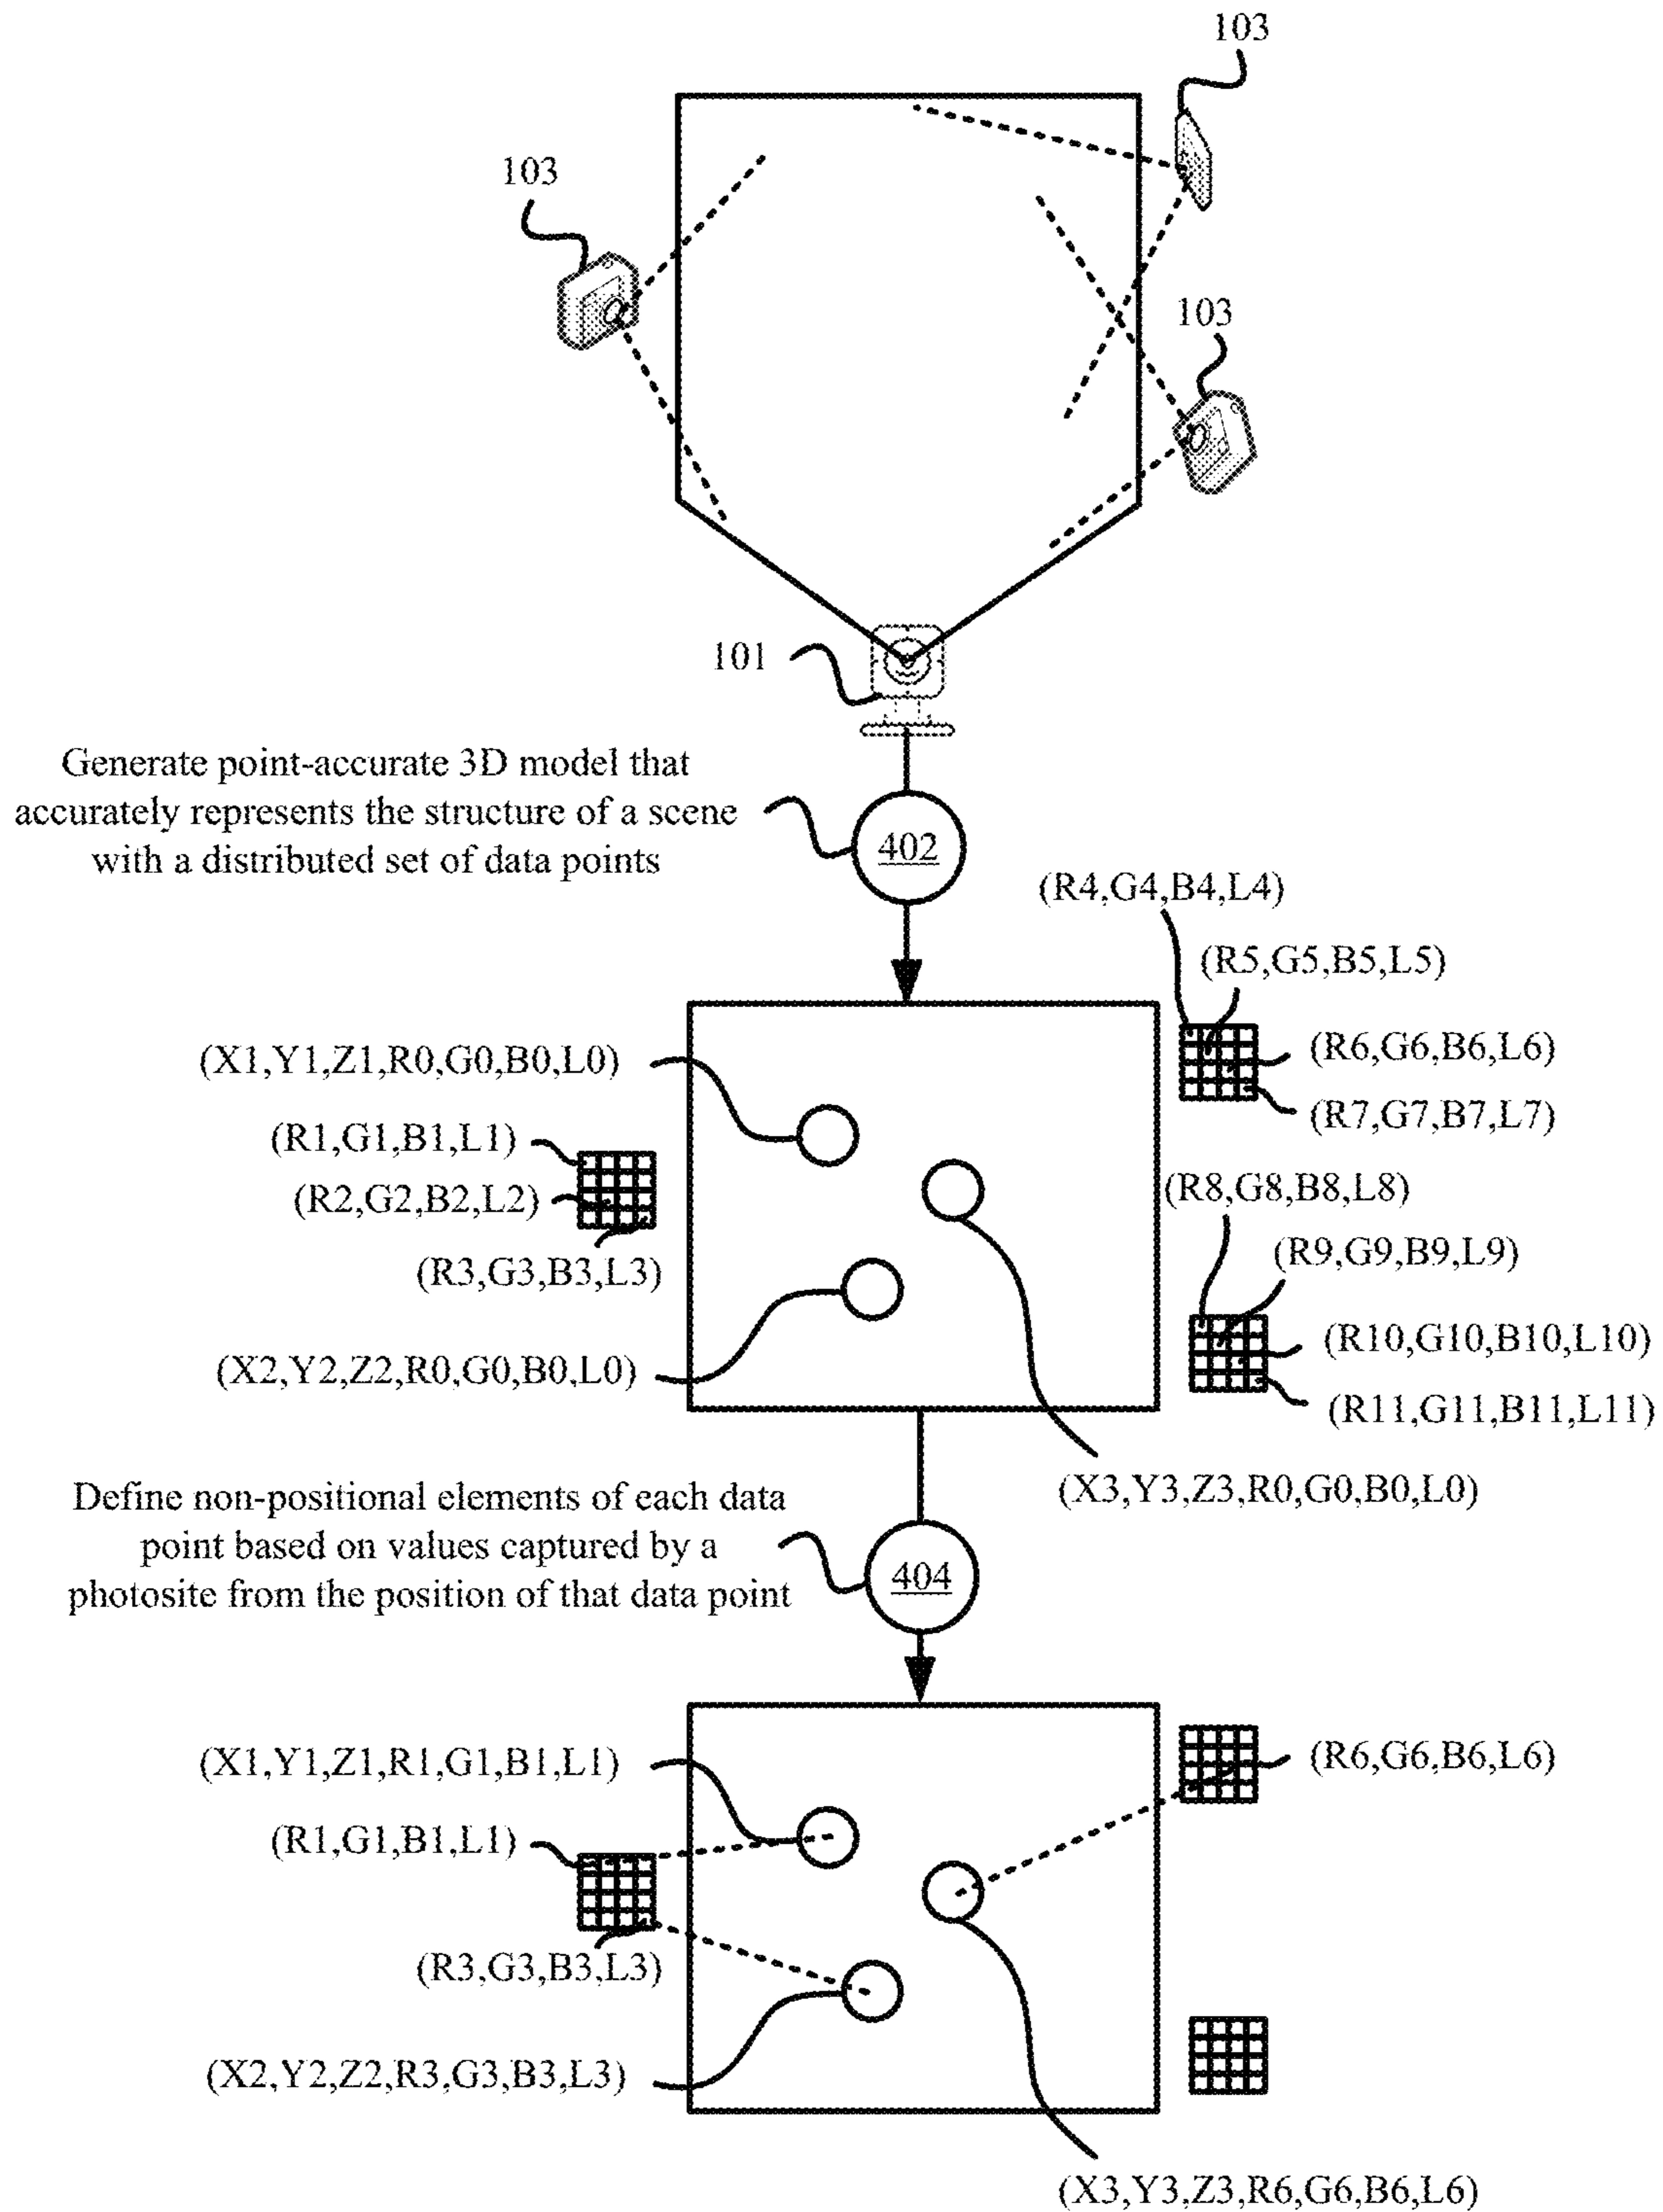 103
103
103
101
Generate point-accurate 3D model that
accurately represents the structure of a scene
with a distributed set of data points
402
(R4,G4,B4,L4)
(R5,G5,B5,L5)
(X1,Y1,Z1,R0,G0,B0,L0)
(R6,G6,B6,L6)
(R7,G7,B7,L7)
(R1,G1,B1,L1)
(R2,G2,B2,L2)
(R8,G8,B8,L8)
(R9,G9,B9,L9)
(R3,G3,B3,L3)
(R10,G10,B10,L10)
(X2,Y2,Z2,R0,G0,B0,L0)
(R11,G11,B11,L11)
(X3,Y3,Z3,R0,G0,B0,L0)
Define non-positional elements of each data
point based on values captured by a
photosite from the position of that data point
404
(X1,Y1,Z1,R1,G1,B1,L1)
(R6,G6,B6,L6)
(R1,G1,B1,L1)
(R3,G3,B3,L3)
(X2,Y2,Z2,R3,G3,B3,L3)
(X3,Y3,Z3,R6,G6,B6,L6)